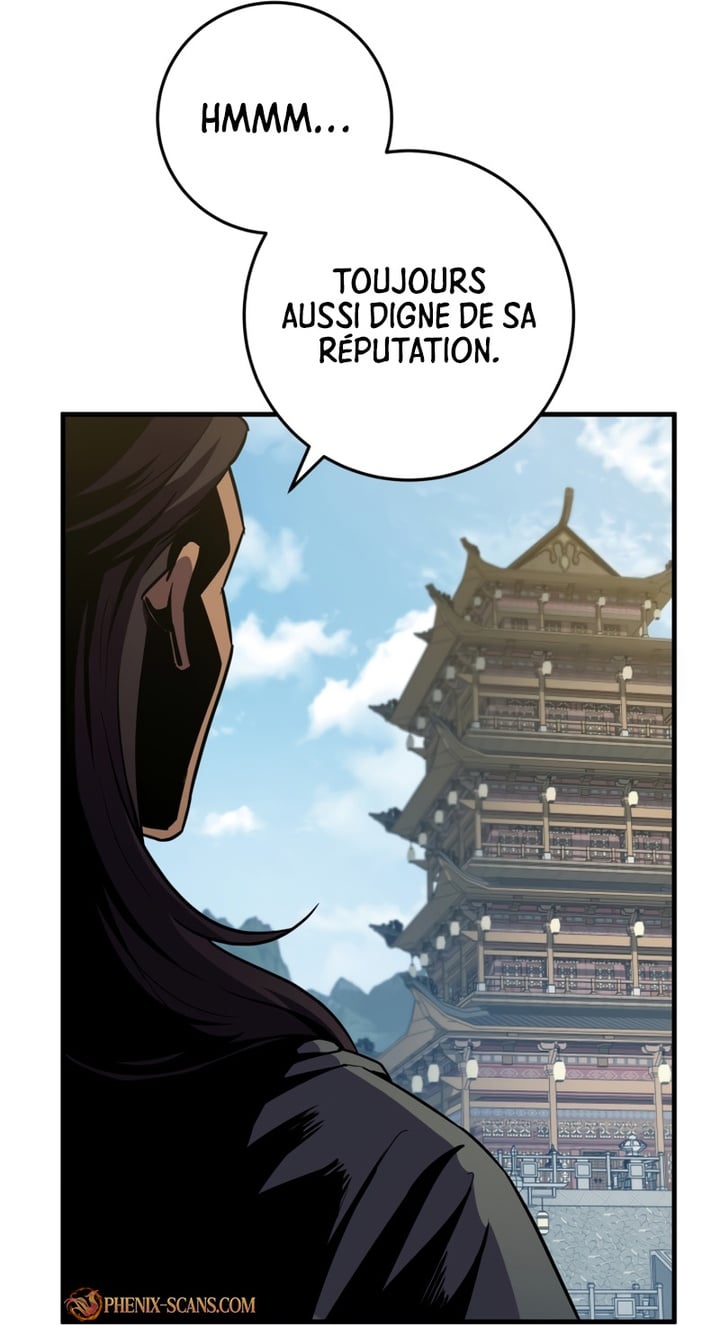 HMMM...
TOUJOURS
AUSSI DIGNE DE SA
RÉPUTATION.
PHENIX-SCANS.COM